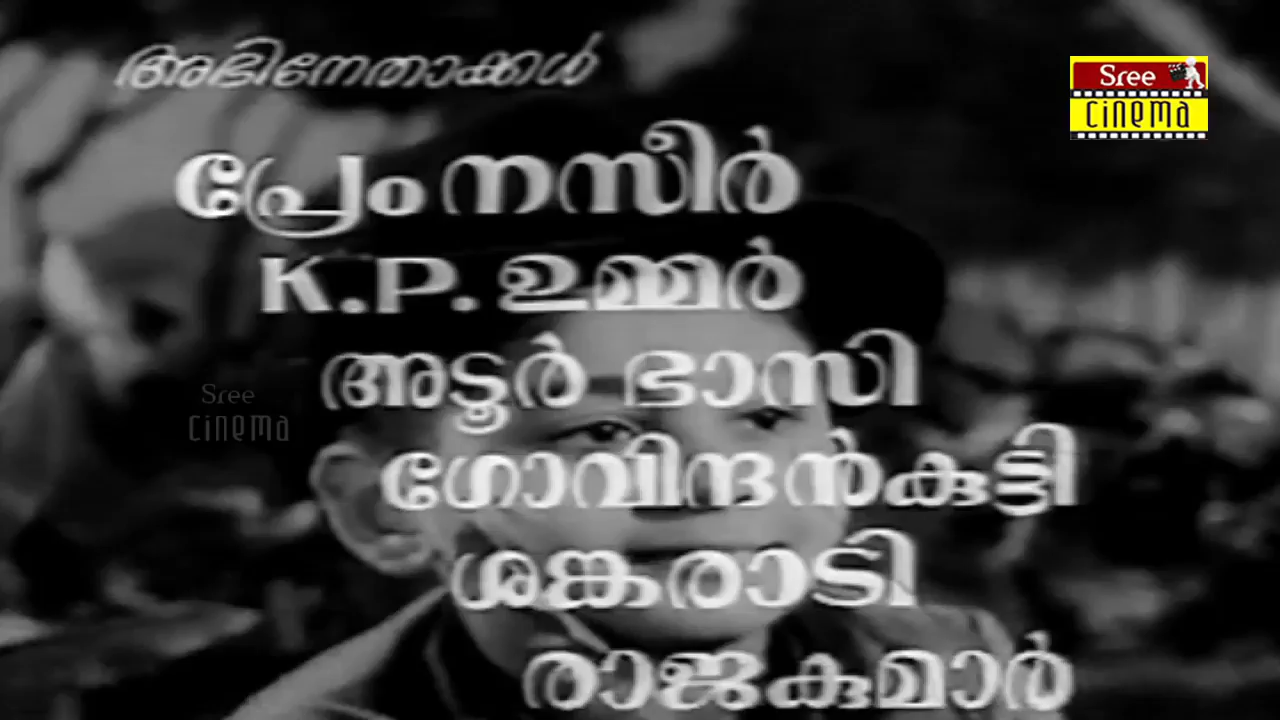 അഭിനേതാക്കൾ
Sree
cinema
പ്രേം നസീർ
K.P. ഉമ്മർ
അടൂർ ഭാസി
Sree
cinema
ഗോവിന്ദൻകുട്ടി
ശങ്കരാടി
രാജകുമാർ